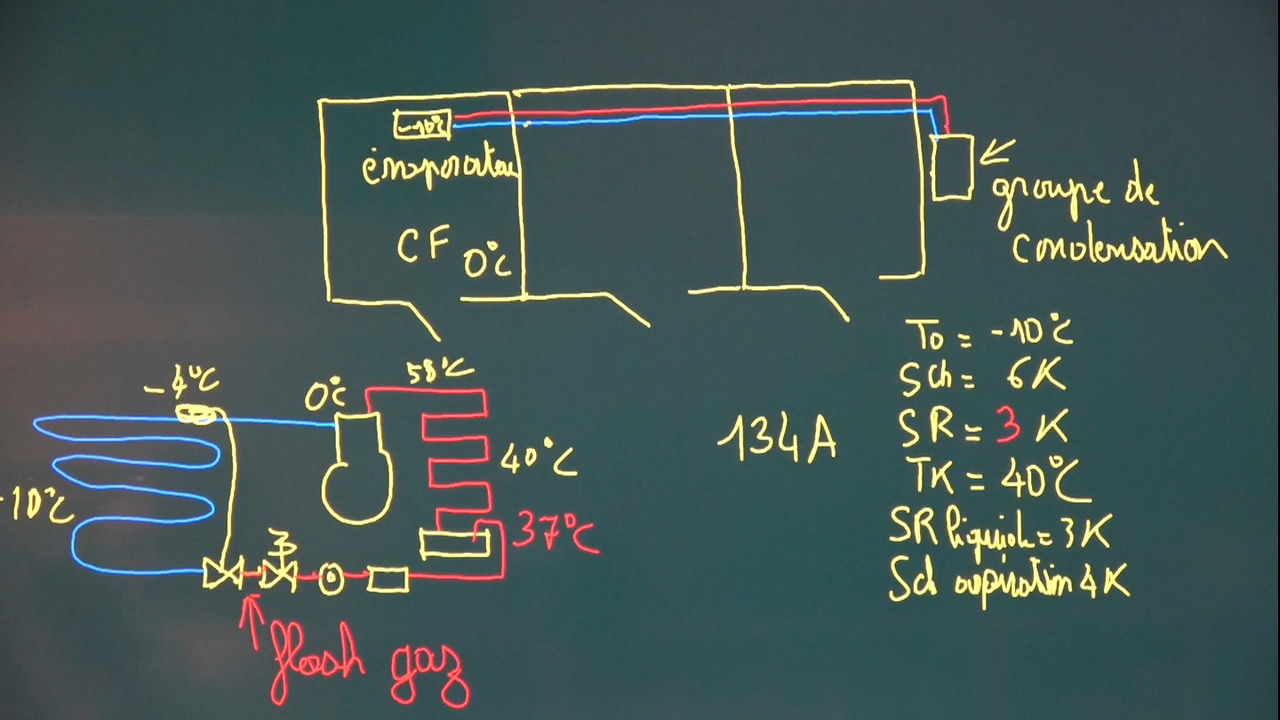 -10°C
évaporateur
CF 0°C
groupe de
condensation
To = -10°C
Sch = 6K
SR = 3 K
TK = 40°C
SR liquide = 3K
Sch aspiration 4K
134A
-4°C
0°C
58°C
40°C
37°C
-10°C
flash gaz